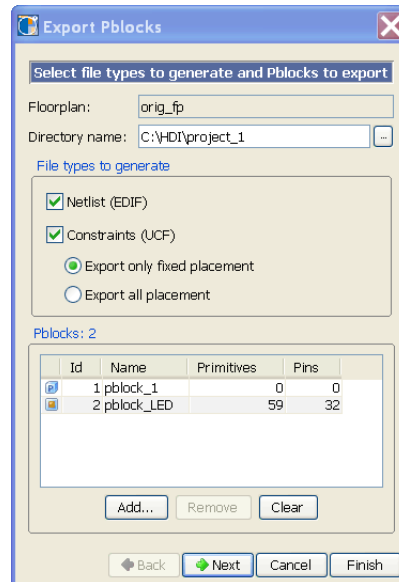 Export Pblocks
Select file types to generate and Pblocks to export
Floorplan: orig_fp
Directory name: C:\HDI\project_1 ...
File types to generate
Netlist (EDIF)
Constraints (UCF)
Export only fixed placement
Export all placement
Pblocks: 2
Id Name Primitives Pins
1 pblock_1 0 0
2 pblock_LED 59 32
Add... Remove Clear
Back Next Cancel Finish